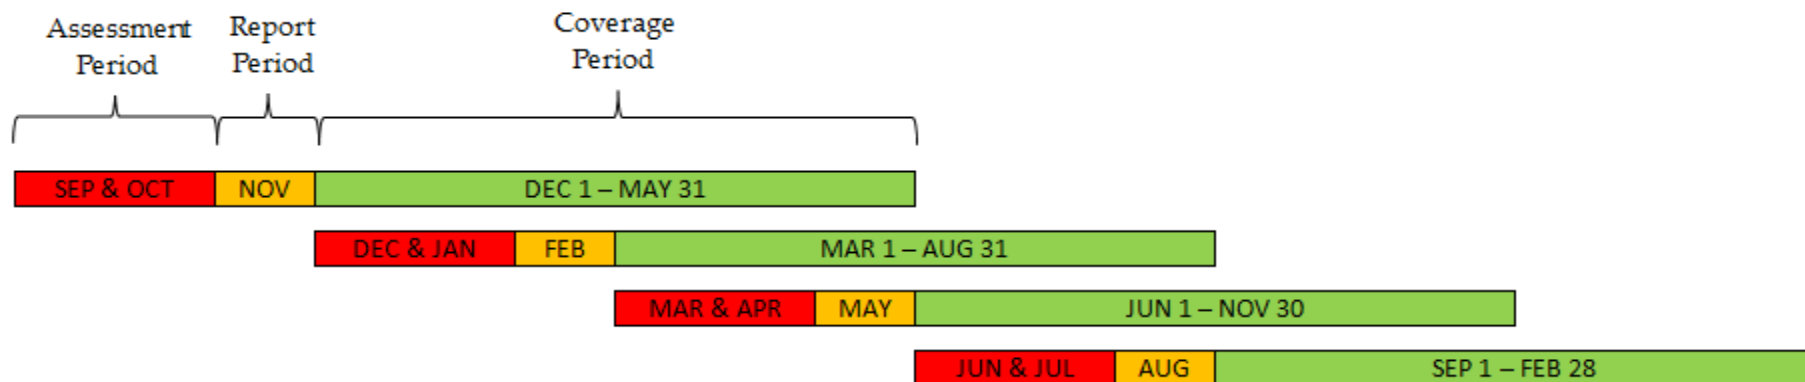 Assessment Period
Report Period
Coverage Period
SEP & OCT NOV DEC 1 – MAY 31
DEC & JAN FEB MAR 1 – AUG 31
MAR & APR MAY JUN 1 – NOV 30
JUN & JUL AUG SEP 1 – FEB 28